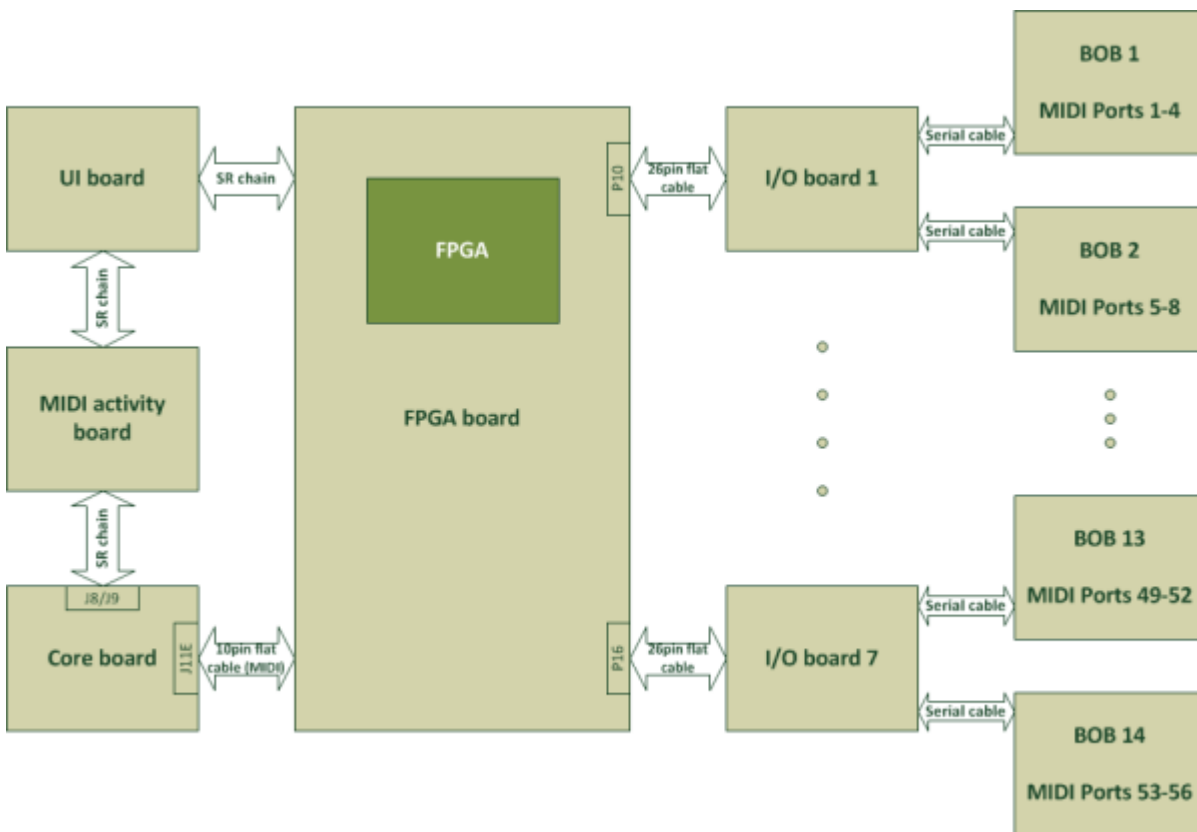 BOB 1
MIDI Ports 1-4
UI board
SR chain
P10
26pin flat
cable
I/O board 1
Serial cable
Serial cable
FPGA
BOB 2
MIDI Ports 5-8
SR chain
MIDI activity
board
FPGA board
SR chain
BOB 13
MIDI Ports 49-52
J8/J9
Core board
J11E
10pin flat
cable (MIDI)
P16
26pin flat
cable
I/O board 7
Serial cable
Serial cable
BOB 14
MIDI Ports 53-56